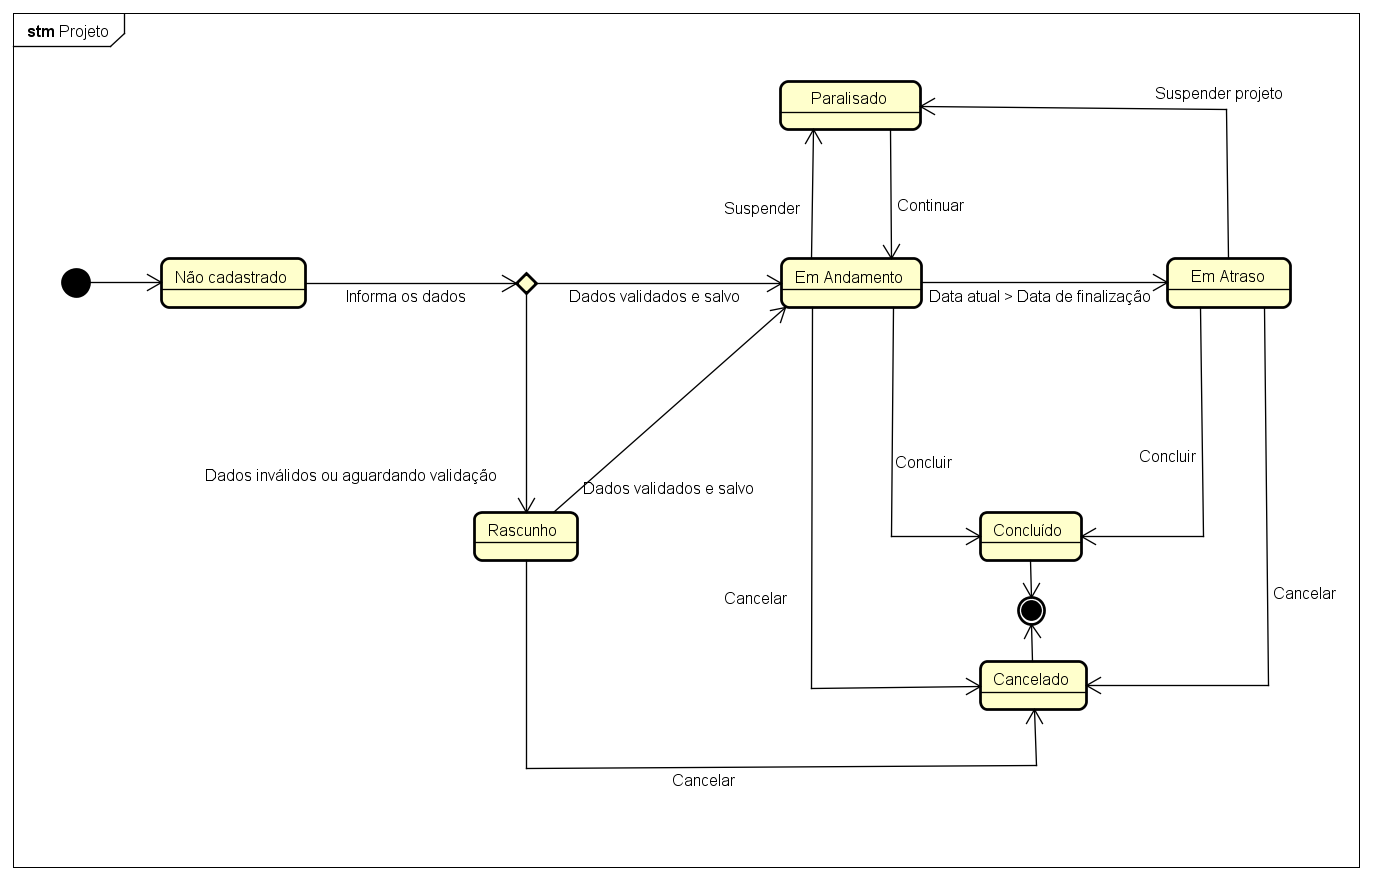 stm Projeto
Suspender projeto
Paralisado
Suspender
Continuar
Não cadastrado
Informa os dados
Dados validados e salvo
Em Andamento
Data atual > Data de finalização
Em Atraso
Dados inválidos ou aguardando validação
Dados validados e salvo
Concluir
Concluir
Rascunho
Concluído
Cancelar
Cancelar
Cancelado
Cancelar